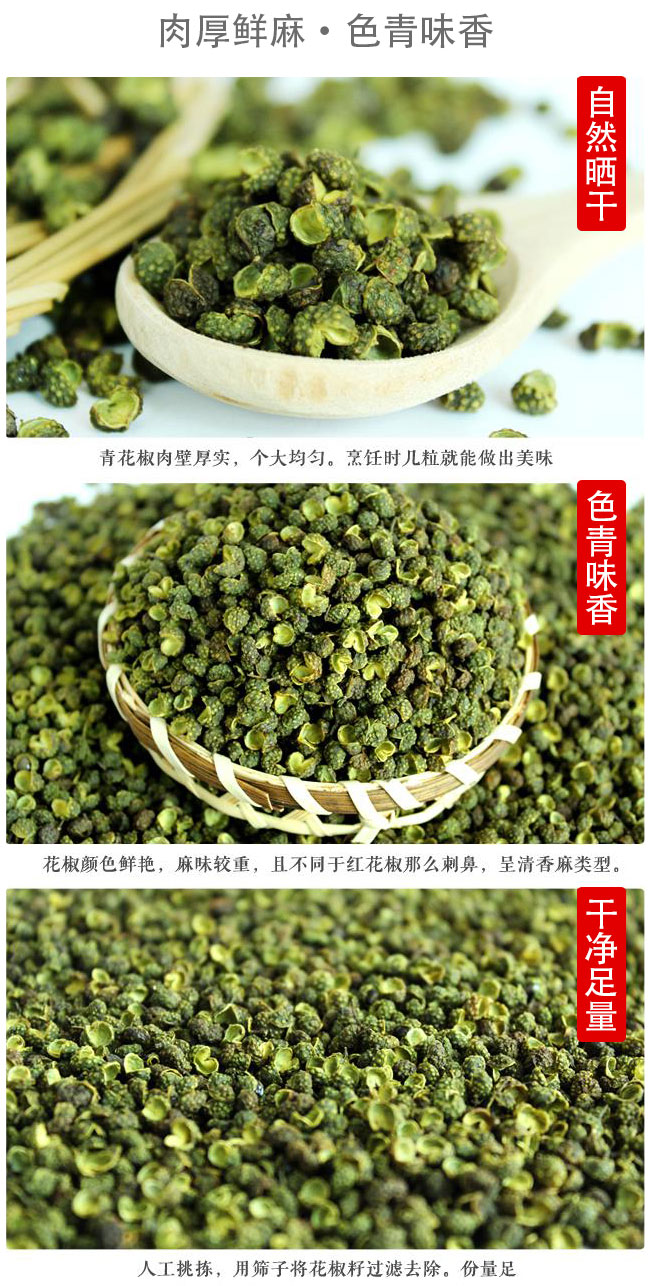 肉厚鲜麻·色青味香
自然晒干
青花椒肉壁厚实，个大均匀。烹饪时几粒就能做出美味
色青味香
花椒颜色鲜艳，麻味较重，且不同于红花椒那么刺鼻，呈清香麻类型。
干净足量
人工挑拣，用筛子将花椒籽过滤去除。份量足